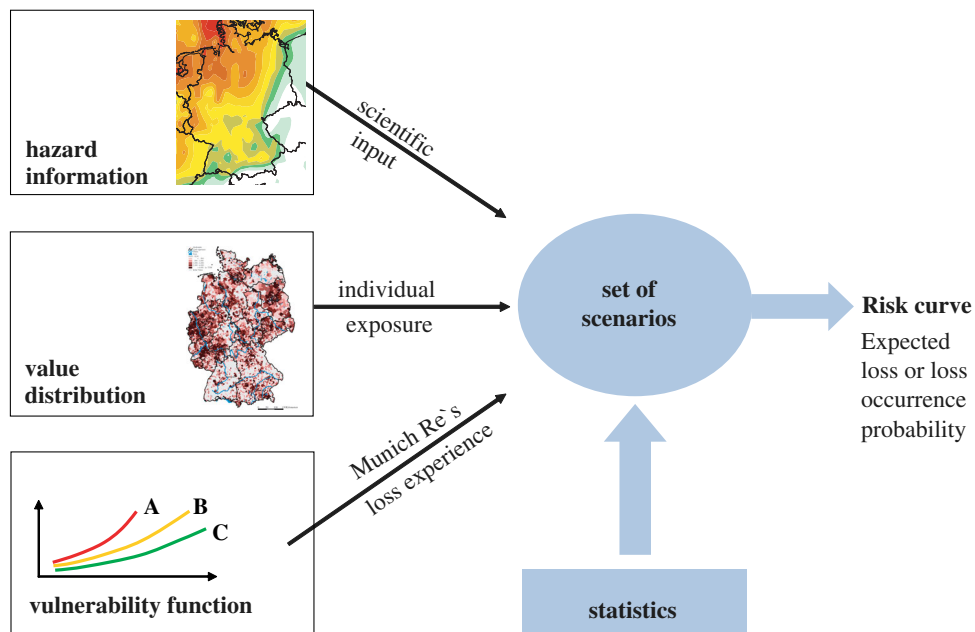 hazard
information
scientific
input
value
distribution
individual
exposure
A
B
C
vulnerability function
Munich Re`s
loss experience
set of
scenarios
statistics
Risk curve
Expected
loss or loss
occurrence
probability